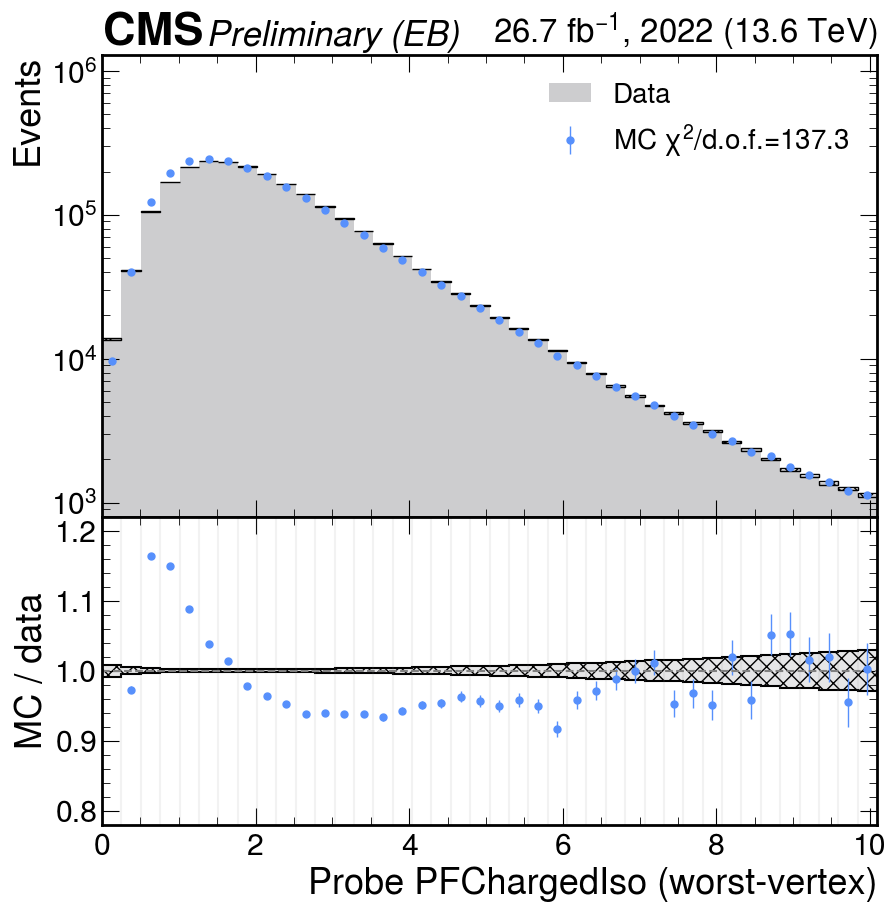 CMS Preliminary (EB) 26.7 fb⁻¹, 2022 (13.6 TeV)
Events
10⁶
10⁵
10⁴
10³
Data
MC χ²/d.o.f.=137.3
MC / data
1.2
1.1
1.0
0.9
0.8
0 2 4 6 8 10
Probe PFChargedIso (worst-vertex)